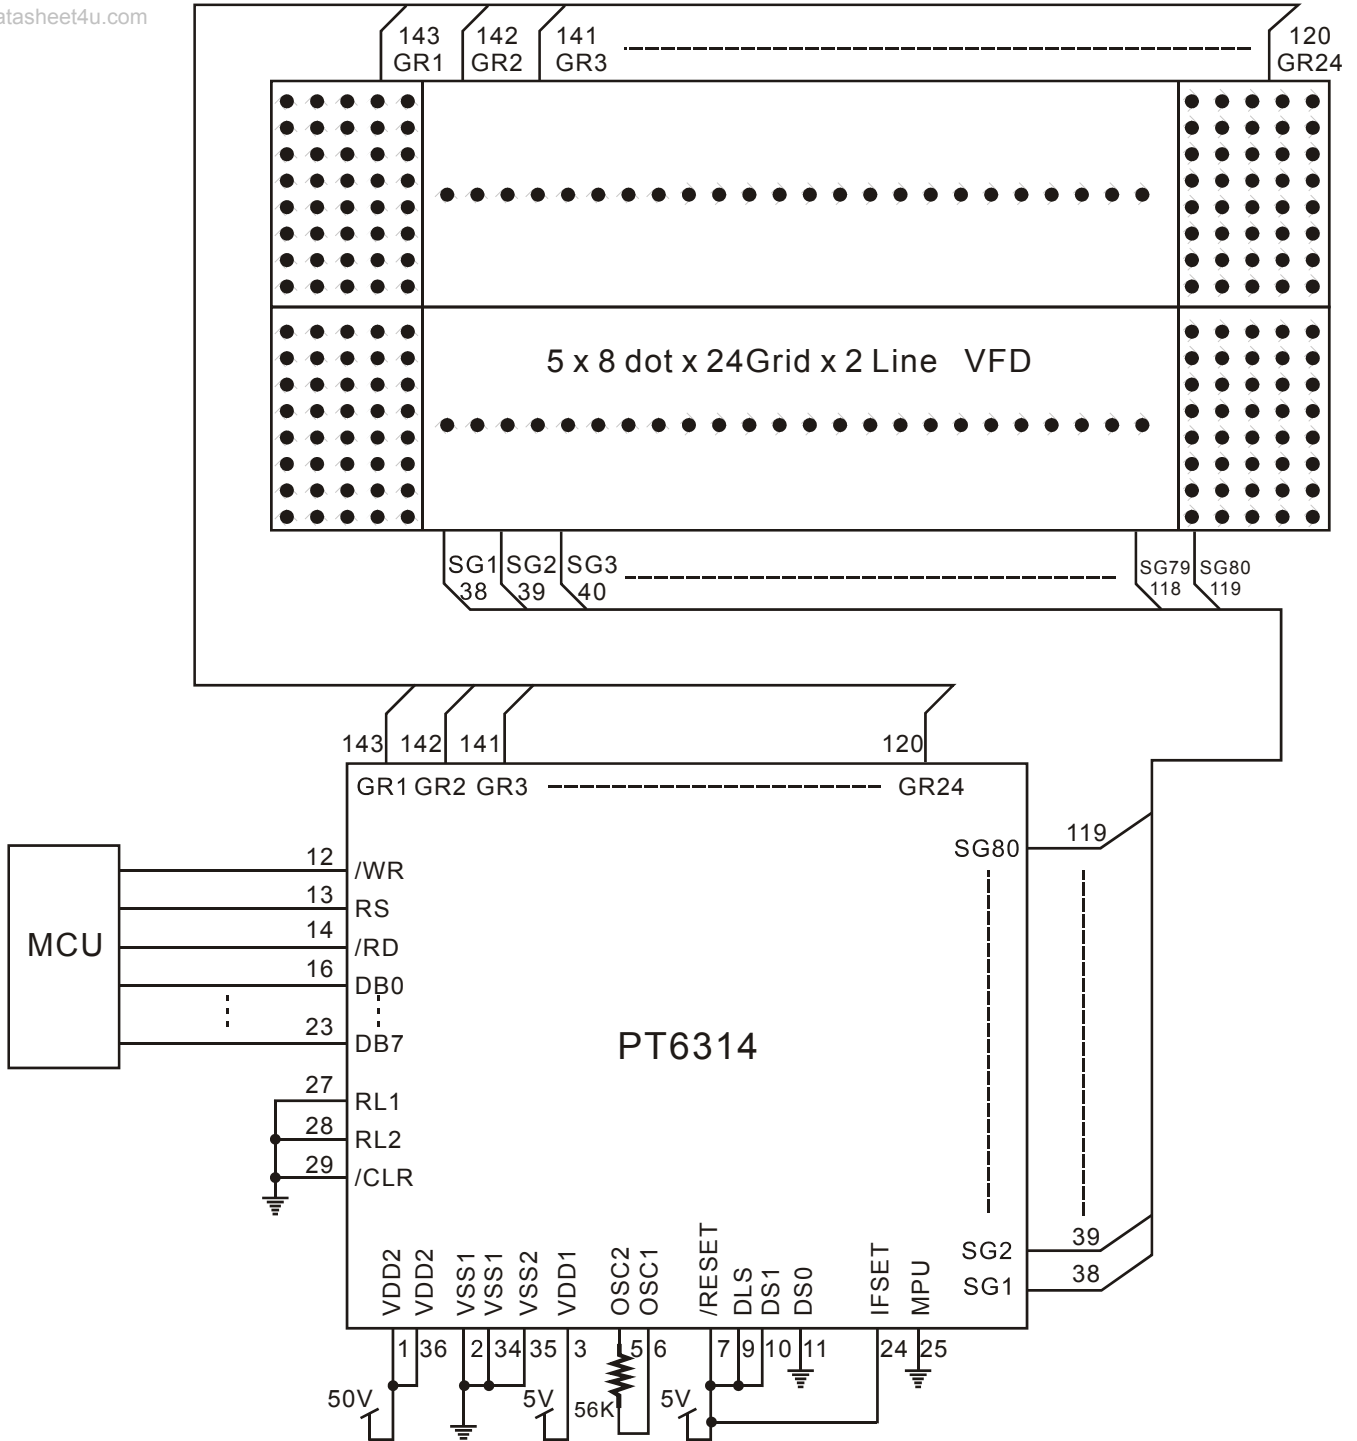 atasheet4u.com
143 142 141 120
GR1 GR2 GR3 GR24
5 x 8 dot x 24Grid x 2 Line VFD
SG1 SG2 SG3 SG79 SG80
38 39 40 118 119
143 142 141 120
GR1 GR2 GR3 GR24
119
SG80
12
/WR
13
RS
14
/RD
MCU
16
DB0
23
DB7
PT6314
27
RL1
28
RL2
29
/CLR
39
SG2
38
SG1
VDD2 VDD2 VSS1 VSS1 VSS2 VDD1 OSC2 OSC1 /RESET DLS DS1 DS0 IFSET MPU
1 36 2 34 35 3 5 6 7 9 10 11 24 25
50V 5V 56K 5V